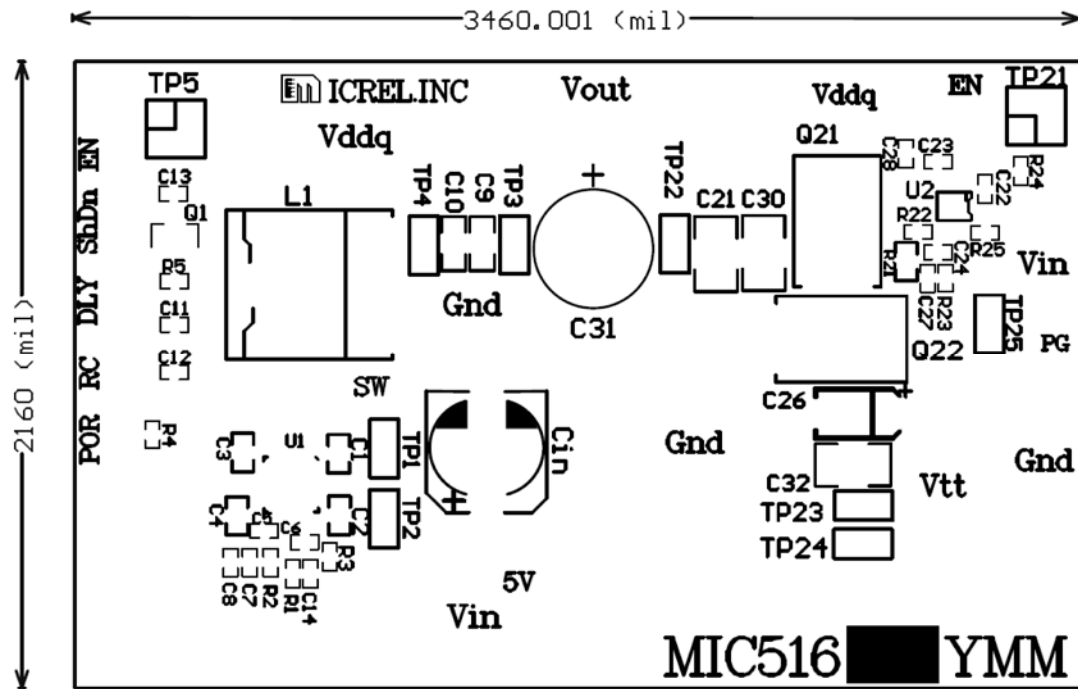 3460.001 (mil)
2160 (mil)
TP5
ICREL.INC
Vout
Vddq
EN
TP21
Vddq
Q21
C28
C23
R24
C13
U2
C22
L1
TP4
C10
C9
TP3
TP22
C21
C30
Q1
R22
R25
POR RC DLY ShDn EN
R5
R21
C24
Vin
Gnd
C11
C31
C27
R23
TP25
PG
Q22
C12
SW
C26
R4
C3
U1
C1
TP1
Cin
Gnd
Gnd
C32
Vtt
C4
C5
C6
C2
TP2
TP23
R3
TP24
C8
C7
R2
R1
C14
5V
Vin
MIC516
YMM